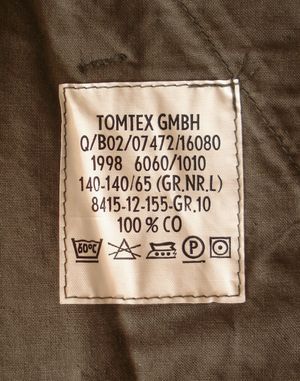 TOMTEX GMBH
Q/B02/07472/16080
1998 6060/1010
140-140/65 (GR.NR.L)
8415-12-155-GR.10
100% CO
60°C P